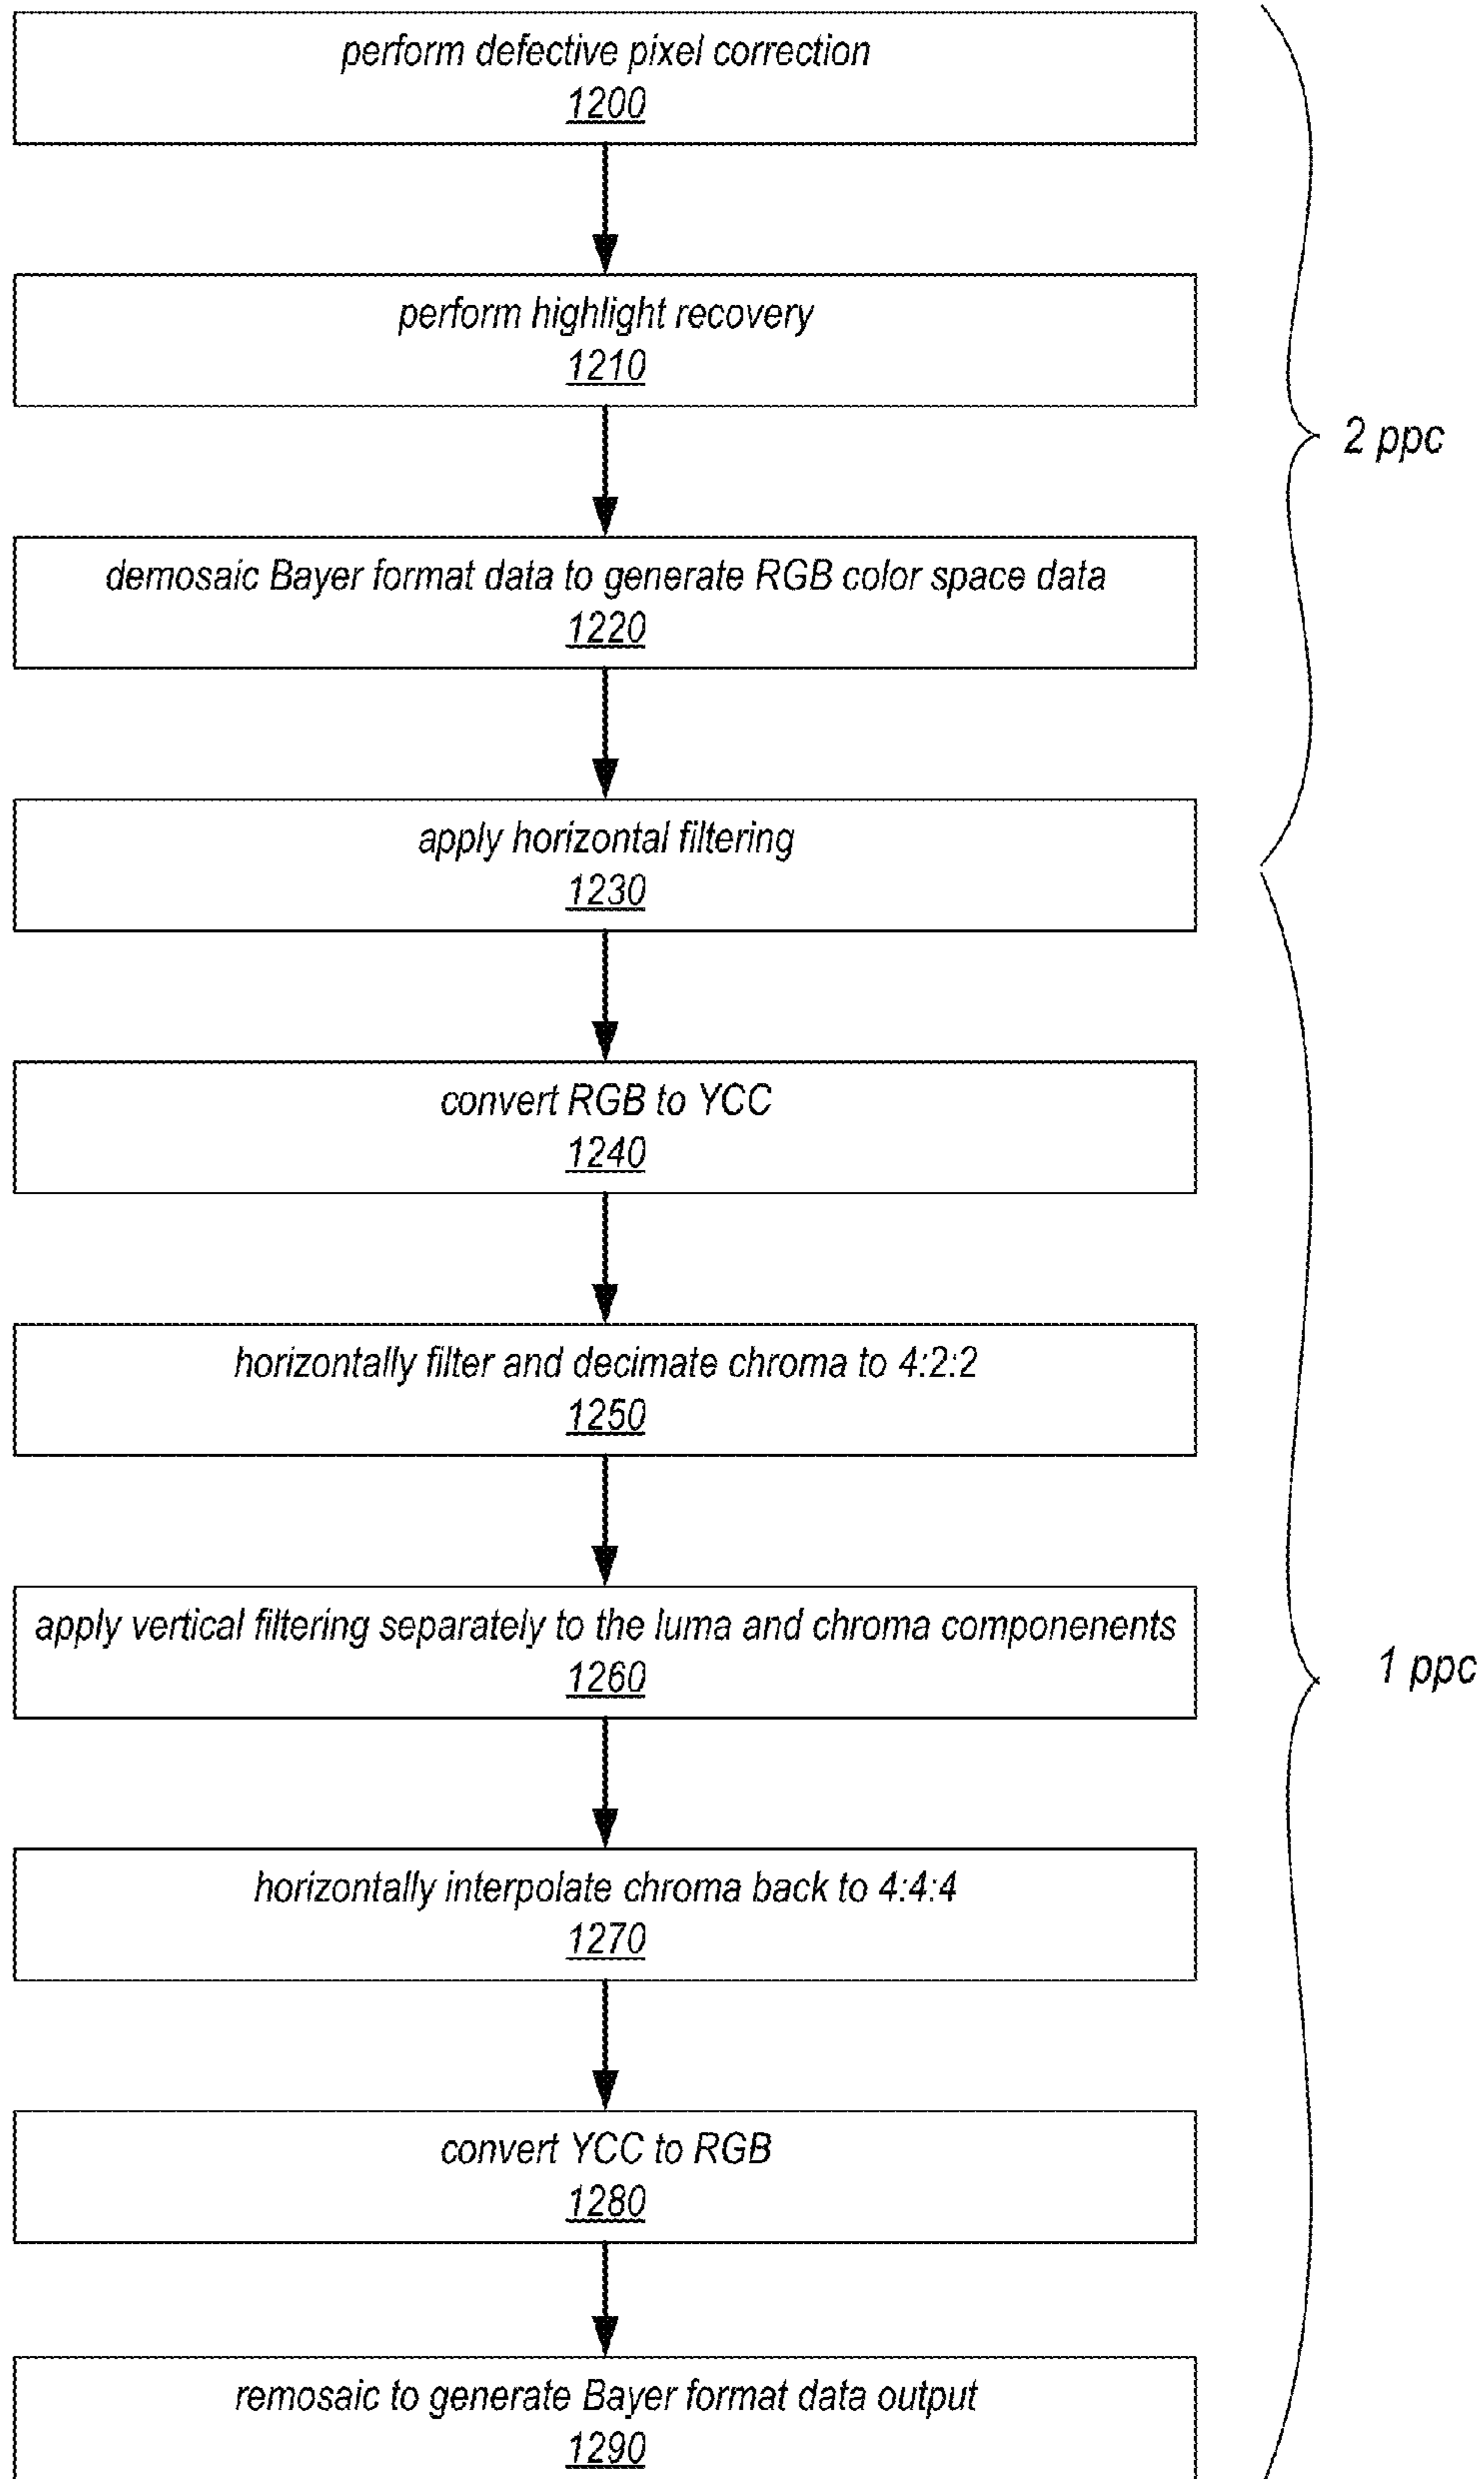 perform defective pixel correction
1200
perform highlight recovery
1210
2 ppc
demosaic Bayer format data to generate RGB color space data
1220
apply horizontal filtering
1230
convert RGB to YCC
1240
horizontally filter and decimate chroma to 4:2:2
1250
apply vertical filtering separately to the luma and chroma componenents
1260
1 ppc
horizontally interpolate chroma back to 4:4:4
1270
convert YCC to RGB
1280
remosaic to generate Bayer format data output
1290